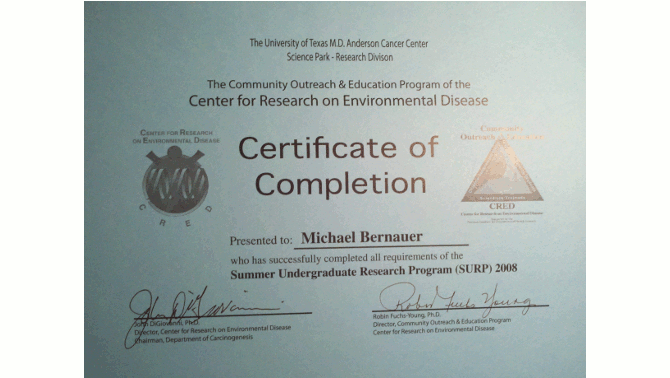 The University of Texas M.D. Anderson Cancer Center
Science Park - Research Divison
The Community Outreach & Education Program of the
Center for Research on Environmental Disease
CENTER FOR RESEARCH
ON ENVIRONMENTAL DISEASE
C R E D
Certificate of
Completion
Community
Outreach
CRED
Center for Research on Environmental Disease
Presented to: Michael Bernauer
who has successfully completed all requirements of the
Summer Undergraduate Research Program (SURP) 2008
John DiGiovanni, Ph.D.
Director, Center for Research on Environmental Disease
Chairman, Department of Carcinogenesis
Robin Fuchs Young
Robin Fuchs-Young, Ph.D.
Director, Community Outreach & Education Program
Center for Research on Environmental Disease